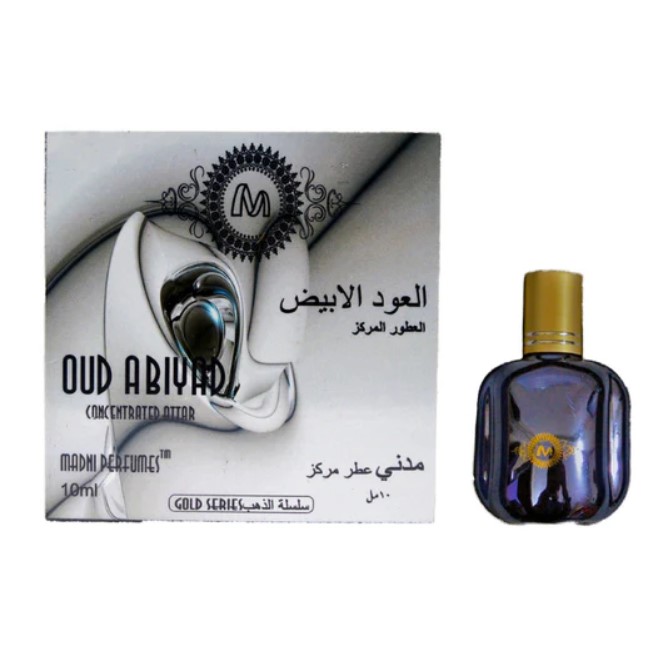 M
العود الابيض
العطور المركز
OUD ABIYAD
CONCENTRATED ATTAR
MADNI PERFUMES™
مدني عطر مركز
10ml
١٠مل
GOLD SERIES سلسلة الذهب
M